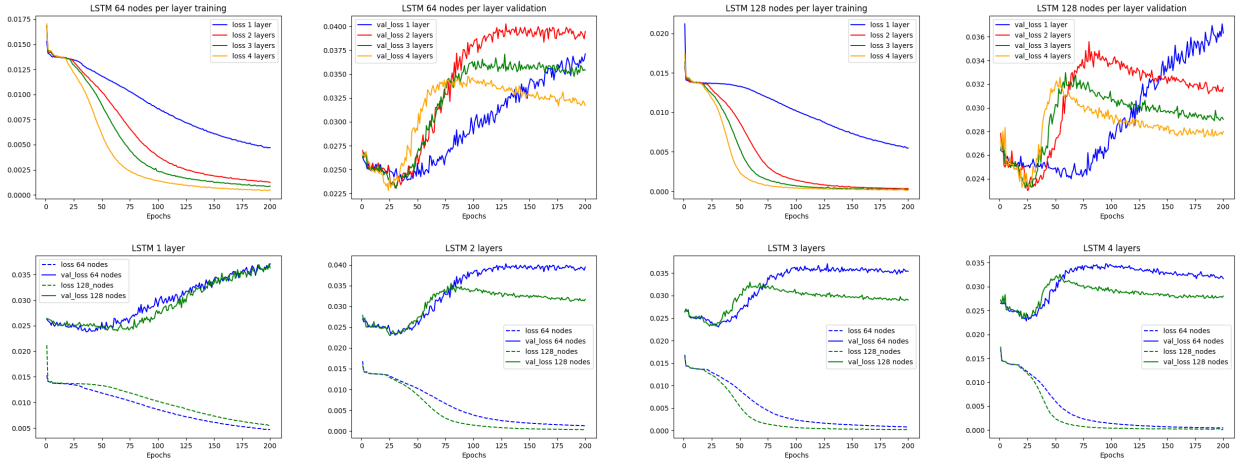 LSTM 64 nodes per layer training
0.0175
0.0150
0.0125
0.0100
0.0075
0.0050
0.0025
0.0000
loss 1 layer
loss 2 layers
loss 3 layers
loss 4 layers
0 25 50 75 100 125 150 175 200
Epochs
LSTM 64 nodes per layer validation
0.0400
0.0375
0.0350
0.0325
0.0300
0.0275
0.0250
0.0225
val_loss 1 layer
val_loss 2 layers
val_loss 3 layers
val_loss 4 layers
0 25 50 75 100 125 150 175 200
Epochs
LSTM 128 nodes per layer training
0.020
0.015
0.010
0.005
0.000
loss 1 layer
loss 2 layers
loss 3 layers
loss 4 layers
0 25 50 75 100 125 150 175 200
Epochs
LSTM 128 nodes per layer validation
0.036
0.034
0.032
0.030
0.028
0.026
0.024
val_loss 1 layer
val_loss 2 layers
val_loss 3 layers
val_loss 4 layers
0 25 50 75 100 125 150 175 200
Epochs
LSTM 1 layer
0.035
0.030
0.025
0.020
0.015
0.010
0.005
loss 64 nodes
val_loss 64 nodes
loss 128_nodes
val_loss 128 nodes
0 25 50 75 100 125 150 175 200
Epochs
LSTM 2 layers
0.040
0.035
0.030
0.025
0.020
0.015
0.010
0.005
0.000
loss 64 nodes
val_loss 64 nodes
loss 128_nodes
val_loss 128 nodes
0 25 50 75 100 125 150 175 200
Epochs
LSTM 3 layers
0.035
0.030
0.025
0.020
0.015
0.010
0.005
0.000
loss 64 nodes
val_loss 64 nodes
loss 128_nodes
val_loss 128 nodes
0 25 50 75 100 125 150 175 200
Epochs
LSTM 4 layers
0.035
0.030
0.025
0.020
0.015
0.010
0.005
0.000
loss 64 nodes
val_loss 64 nodes
loss 128_nodes
val_loss 128 nodes
0 25 50 75 100 125 150 175 200
Epochs